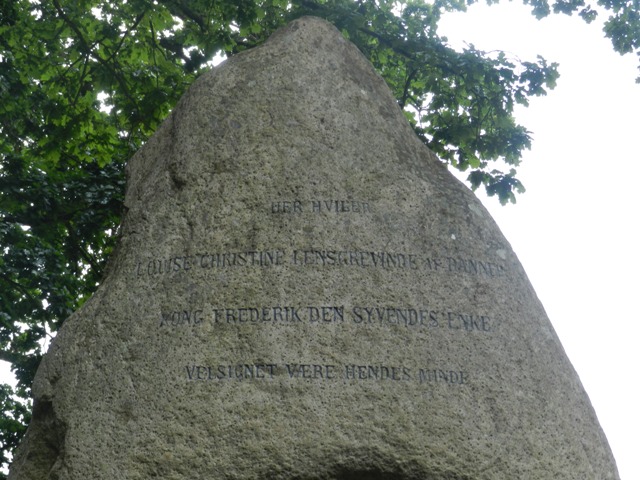 HER HVILER
LOUISE CHRISTINE LENSGREVINDE AF DANNER
KONG FREDERIK DEN SYVENDES ENKE
VELSIGNET VÆRE HENDES MINDE